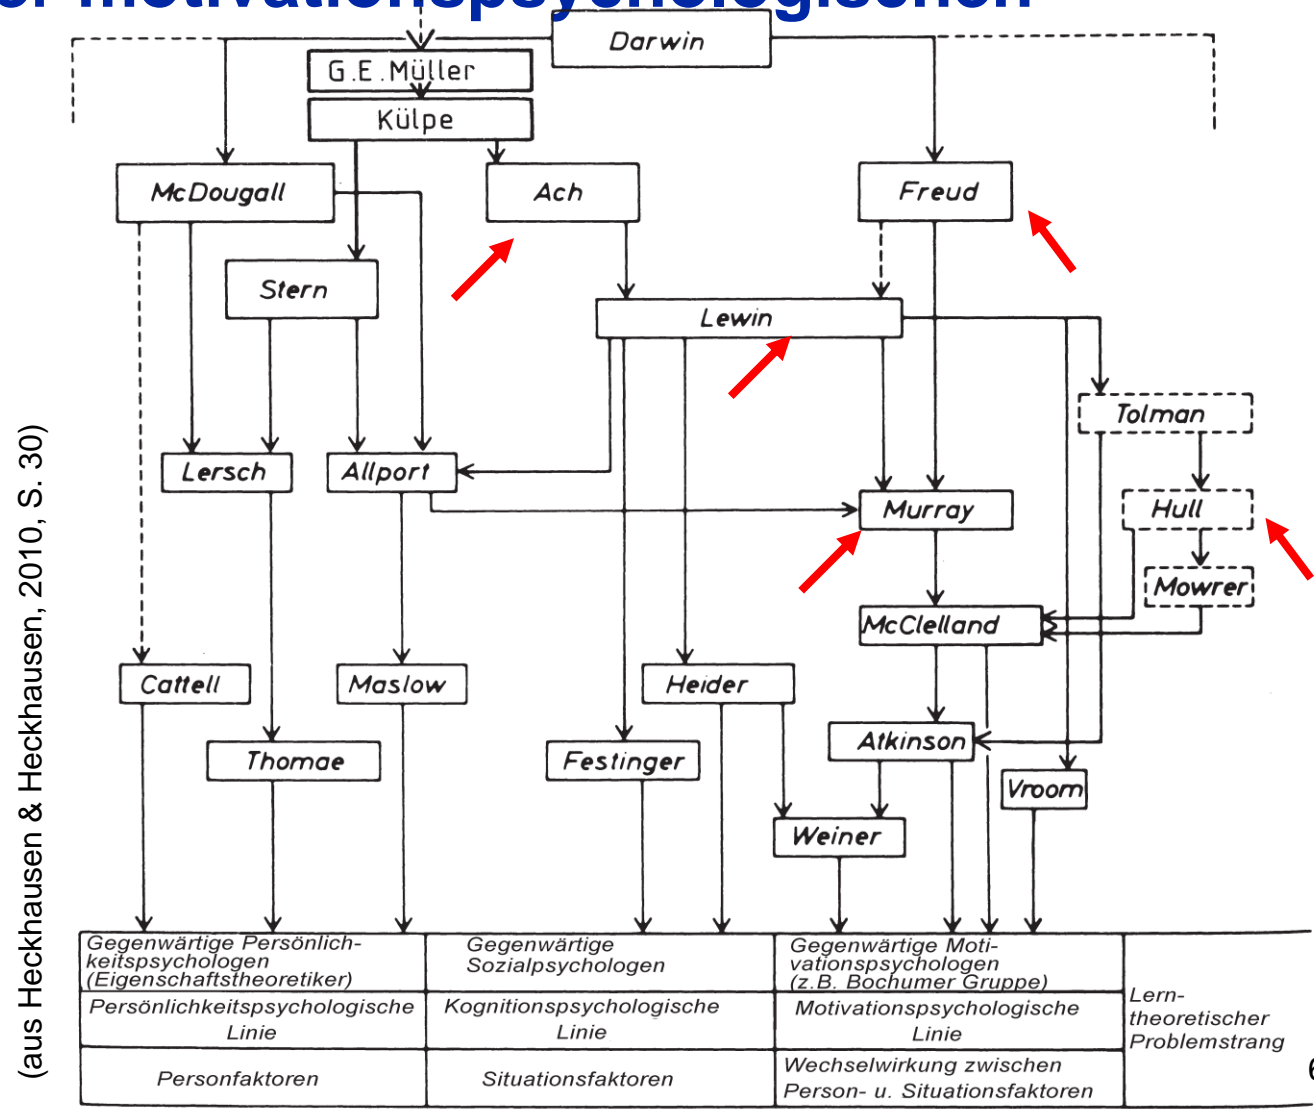 motivationspsychologischen
Darwin
G.E.Müller
Külpe
McDougall
Ach
Freud
Stern
Lewin
Tolman
Lersch
Allport
Murray
Hull
Mowrer
McClelland
Cattell
Maslow
Heider
Thomae
Festinger
Atkinson
Vroom
Weiner
Gegenwärtige Persönlich-
keitspsychologen
(Eigenschaftstheoretiker)
Gegenwärtige
Sozialpsychologen
Gegenwärtige Moti-
vationspsychologen
(z.B. Bochumer Gruppe)
Persönlichkeitspsychologische
Linie
Kognitionspsychologische
Linie
Motivationspsychologische
Linie
Lern-
theoretischer
Problemstrang
Personfaktoren
Situationsfaktoren
Wechselwirkung zwischen
Person- u. Situationsfaktoren
(aus Heckhausen & Heckhausen, 2010, S. 30)